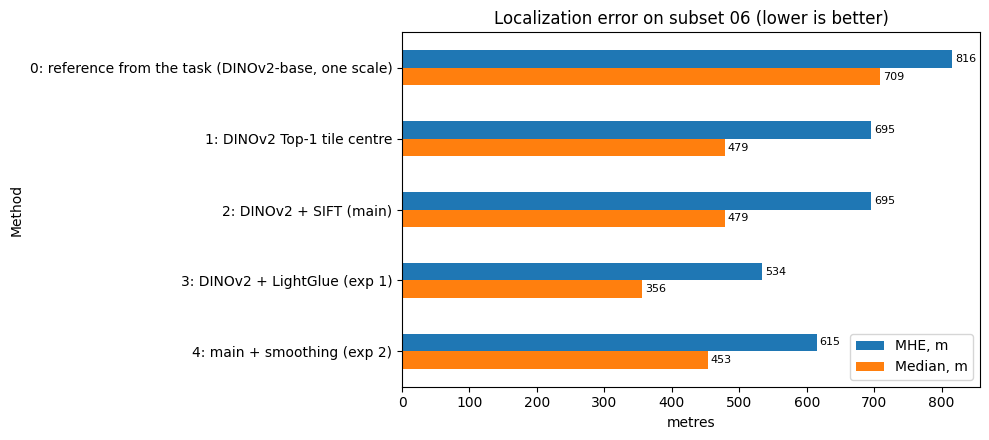 Localization error on subset 06 (lower is better)
Method
0: reference from the task (DINOv2-base, one scale)
816
709
1: DINOv2 Top-1 tile centre
695
479
2: DINOv2 + SIFT (main)
695
479
3: DINOv2 + LightGlue (exp 1)
534
356
4: main + smoothing (exp 2)
615
453
MHE, m
Median, m
0 100 200 300 400 500 600 700 800
metres